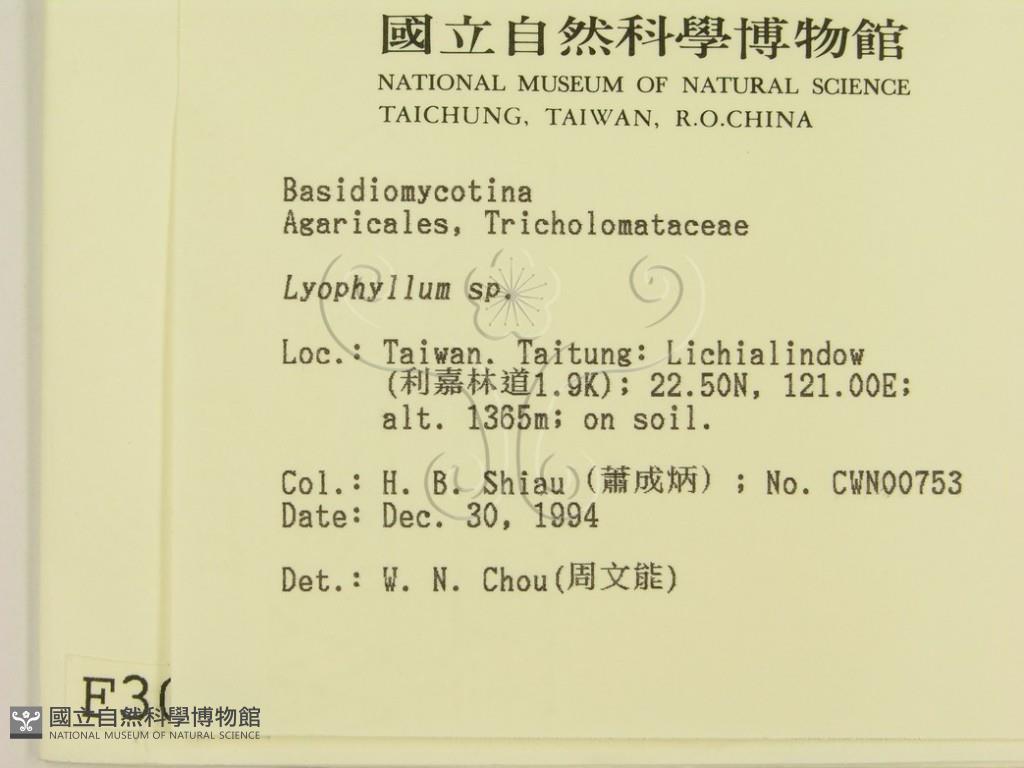 國立自然科學博物館
NATIONAL MUSEUM OF NATURAL SCIENCE
TAICHUNG, TAIWAN, R.O.CHINA
Basidiomycotina
Agaricales, Tricholomataceae
Lyophyllum sp.
Loc.: Taiwan. Taitung: Lichialindow
(利嘉林道1.9K); 22.50N, 121.00E;
alt. 1365m; on soil.
Col.: H. B. Shiau (蕭成炳) ; No. CWN00753
Date: Dec. 30, 1994
Det.: W. N. Chou(周文能)
國立自然科學博物館
NATIONAL MUSEUM OF NATURAL SCIENCE